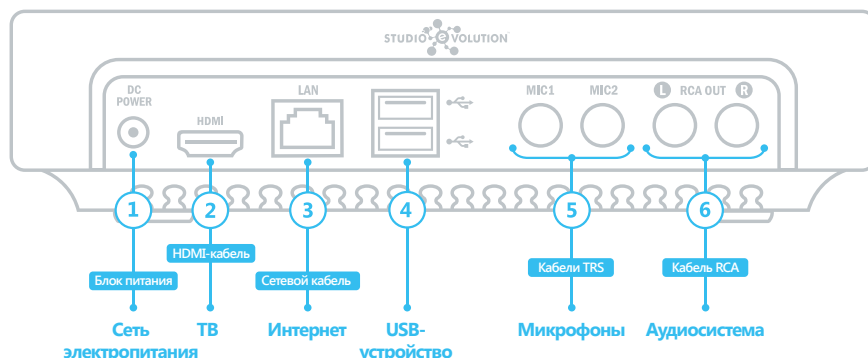 STUDIO EVOLUTION
DC
POWER
HDMI
LAN
MIC1
MIC2
L RCA OUT R
1
2
3
4
5
6
HDMI-кабель
Блок питания
Сетевой кабель
Кабели TRS
Кабель RCA
Сеть
электропитания
ТВ
Интернет
USB-
устройство
Микрофоны
Аудиосистема